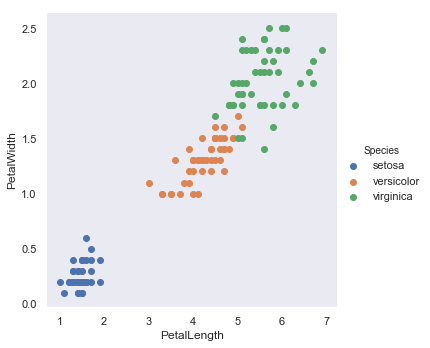 2.5
2.0
1.5
1.0
0.5
0.0
PetalWidth
1 2 3 4 5 6 7
PetalLength
Species
setosa
versicolor
virginica